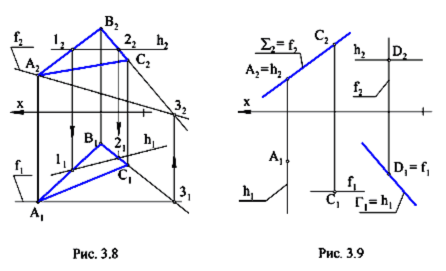 B₂
f₂
1₂
2₂
h₂
C₂
A₂
x
3₂
B₁
2₁
h₁
f₁
1₁
C₁
3₁
A₁
Рис. 3.8
C₂
Σ₂ = f₂
A₂ = h₂
h₂
D₂
f₂
x
A₁
D₁ = f₁
h₁
f₁
C₁
Γ₁ = h₁
Рис. 3.9